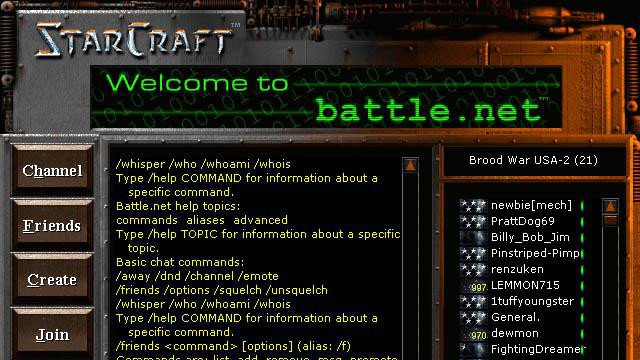 StarCraft™
Welcome to
battle.net™
Channel
Friends
Create
Join
/whisper /who /whoami /whois
Type /help COMMAND for information about a
specific command.
Battle.net help topics:
commands aliases advanced
Type /help TOPIC for information about a specific
topic.
Basic chat commands:
/away /dnd /channel /emote
/friends /options /squelch /unsquelch
/whisper /who /whoami /whois
Type /help COMMAND for information about a
specific command.
/friends <command> [options] (alias: /f)
Commands are: list, add, remove, msg, promote
Brood War USA-2 (21)
newbie[mech]
PrattDog69
Billy_Bob_Jim
Pinstriped-Pimp
renzuken
997 LEMMON715
1tuffyoungster
General.
970 dewmon
FightingDreamer